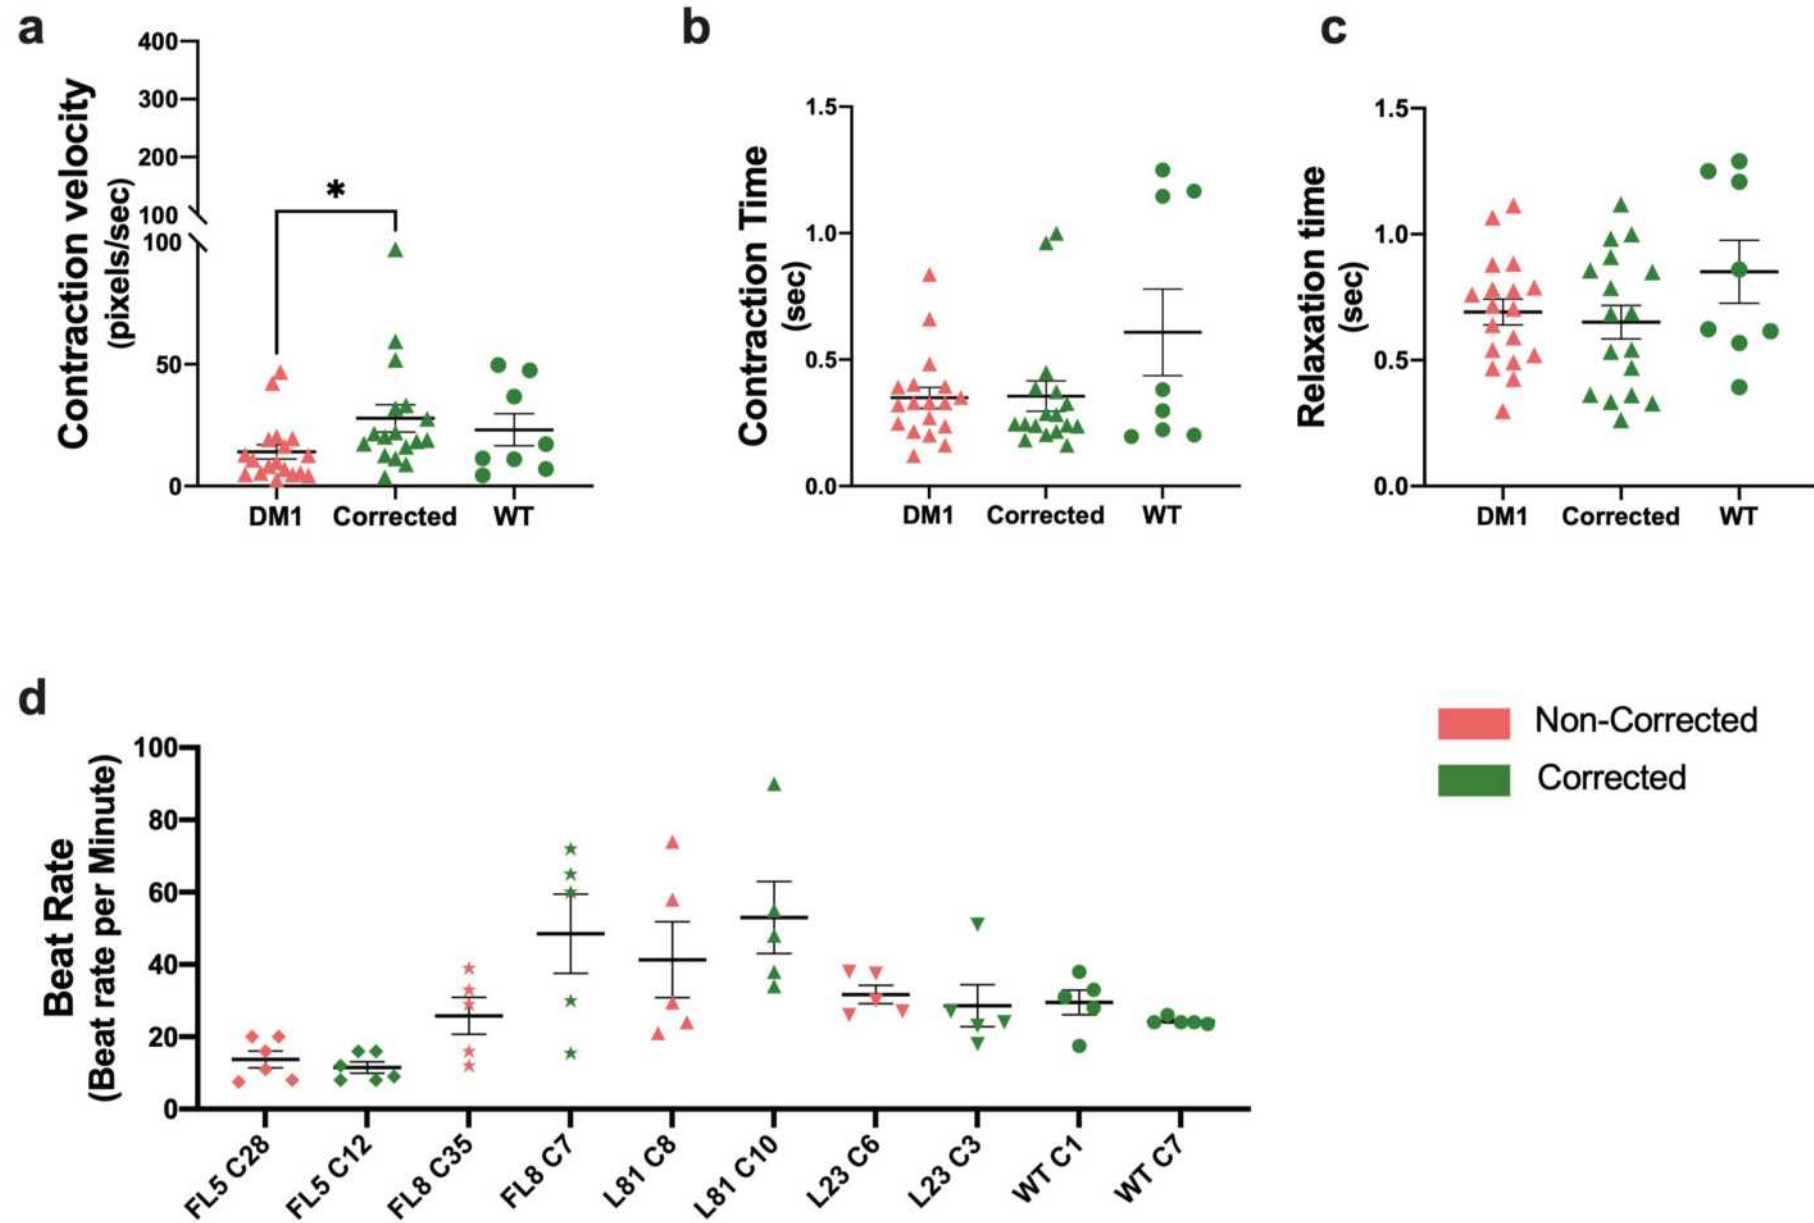 a
400
300
200
100
100
50
0
Contraction velocity
(pixels/sec)
*
DM1 Corrected WT
b
1.5
1.0
0.5
0.0
Contraction Time
(sec)
DM1 Corrected WT
c
1.5
1.0
0.5
0.0
Relaxation time
(sec)
DM1 Corrected WT
d
100
80
60
40
20
0
Beat Rate
(Beat rate per Minute)
FL5 C28
FL5 C12
FL8 C35
FL8 C7
L81 C8
L81 C10
L23 C6
L23 C3
WT C1
WT C7
Non-Corrected
Corrected